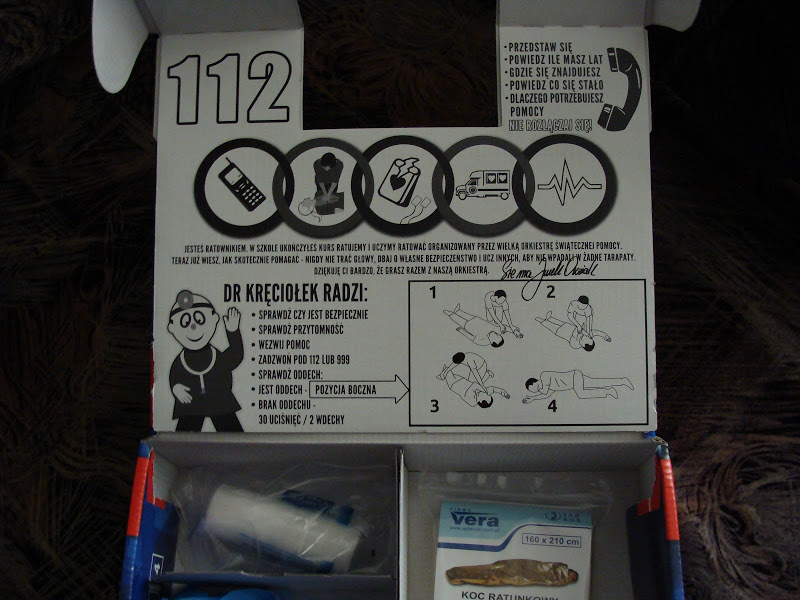 112
• PRZEDSTAW SIĘ
• POWIEDZ ILE MASZ LAT
• GDZIE SIĘ ZNAJDUJESZ
• POWIEDZ CO SIĘ STAŁO
• DLACZEGO POTRZEBUJESZ
POMOCY
NIE ROZŁĄCZAJ SIĘ!
JESTEŚ RATOWNIKIEM. W SZKOLE UKOŃCZYŁEŚ KURS RATUJEMY I UCZYMY RATOWAĆ ORGANIZOWANY PRZEZ WIELKĄ ORKIESTRĘ ŚWIĄTECZNEJ POMOCY.
TERAZ JUŻ WIESZ, JAK SKUTECZNIE POMAGAĆ - NIGDY NIE TRAĆ GŁOWY, DBAJ O WŁASNE BEZPIECZEŃSTWO I UCZ INNYCH, ABY NIE WPADALI W ŻADNE TARAPATY.
DZIĘKUJĘ CI BARDZO, ŻE GRASZ RAZEM Z NASZĄ ORKIESTRĄ.
DR KRĘCIOŁEK RADZI:
• SPRAWDŹ CZY JEST BEZPIECZNIE
• SPRAWDŹ PRZYTOMNOŚĆ
• WEZWIJ POMOC
• ZADZWOŃ POD 112 LUB 999
• SPRAWDŹ ODDECH:
• JEST ODDECH - POZYCJA BOCZNA
• BRAK ODDECHU -
30 UCIŚNIĘĆ / 2 WDECHY
1 2
3 4
vera
160 x 210 cm
KOC RATUNKOWY